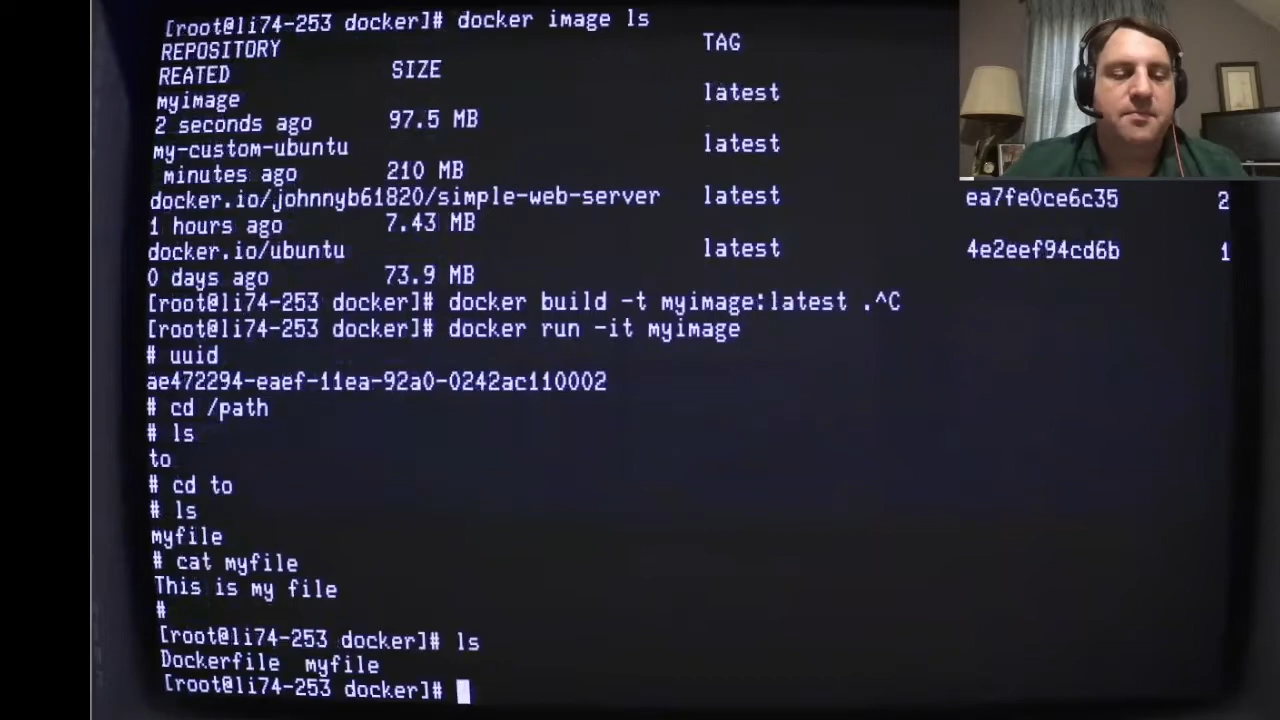 [root@li74-253 docker]# docker image ls
REPOSITORY TAG
REATED SIZE
myimage latest
2 seconds ago 97.5 MB
my-custom-ubuntu latest
minutes ago 210 MB
docker.io/johnnyb61820/simple-web-server latest ea7fe0ce6c35 2
1 hours ago 7.43 MB
docker.io/ubuntu latest 4e2eef94cd6b 1
0 days ago 73.9 MB
[root@li74-253 docker]# docker build -t myimage:latest .^C
[root@li74-253 docker]# docker run -it myimage
# uuid
ae472294-eaef-11ea-92a0-0242ac110002
# cd /path
# ls
to
# cd to
# ls
myfile
# cat myfile
This is my file
#
[root@li74-253 docker]# ls
Dockerfile myfile
[root@li74-253 docker]#